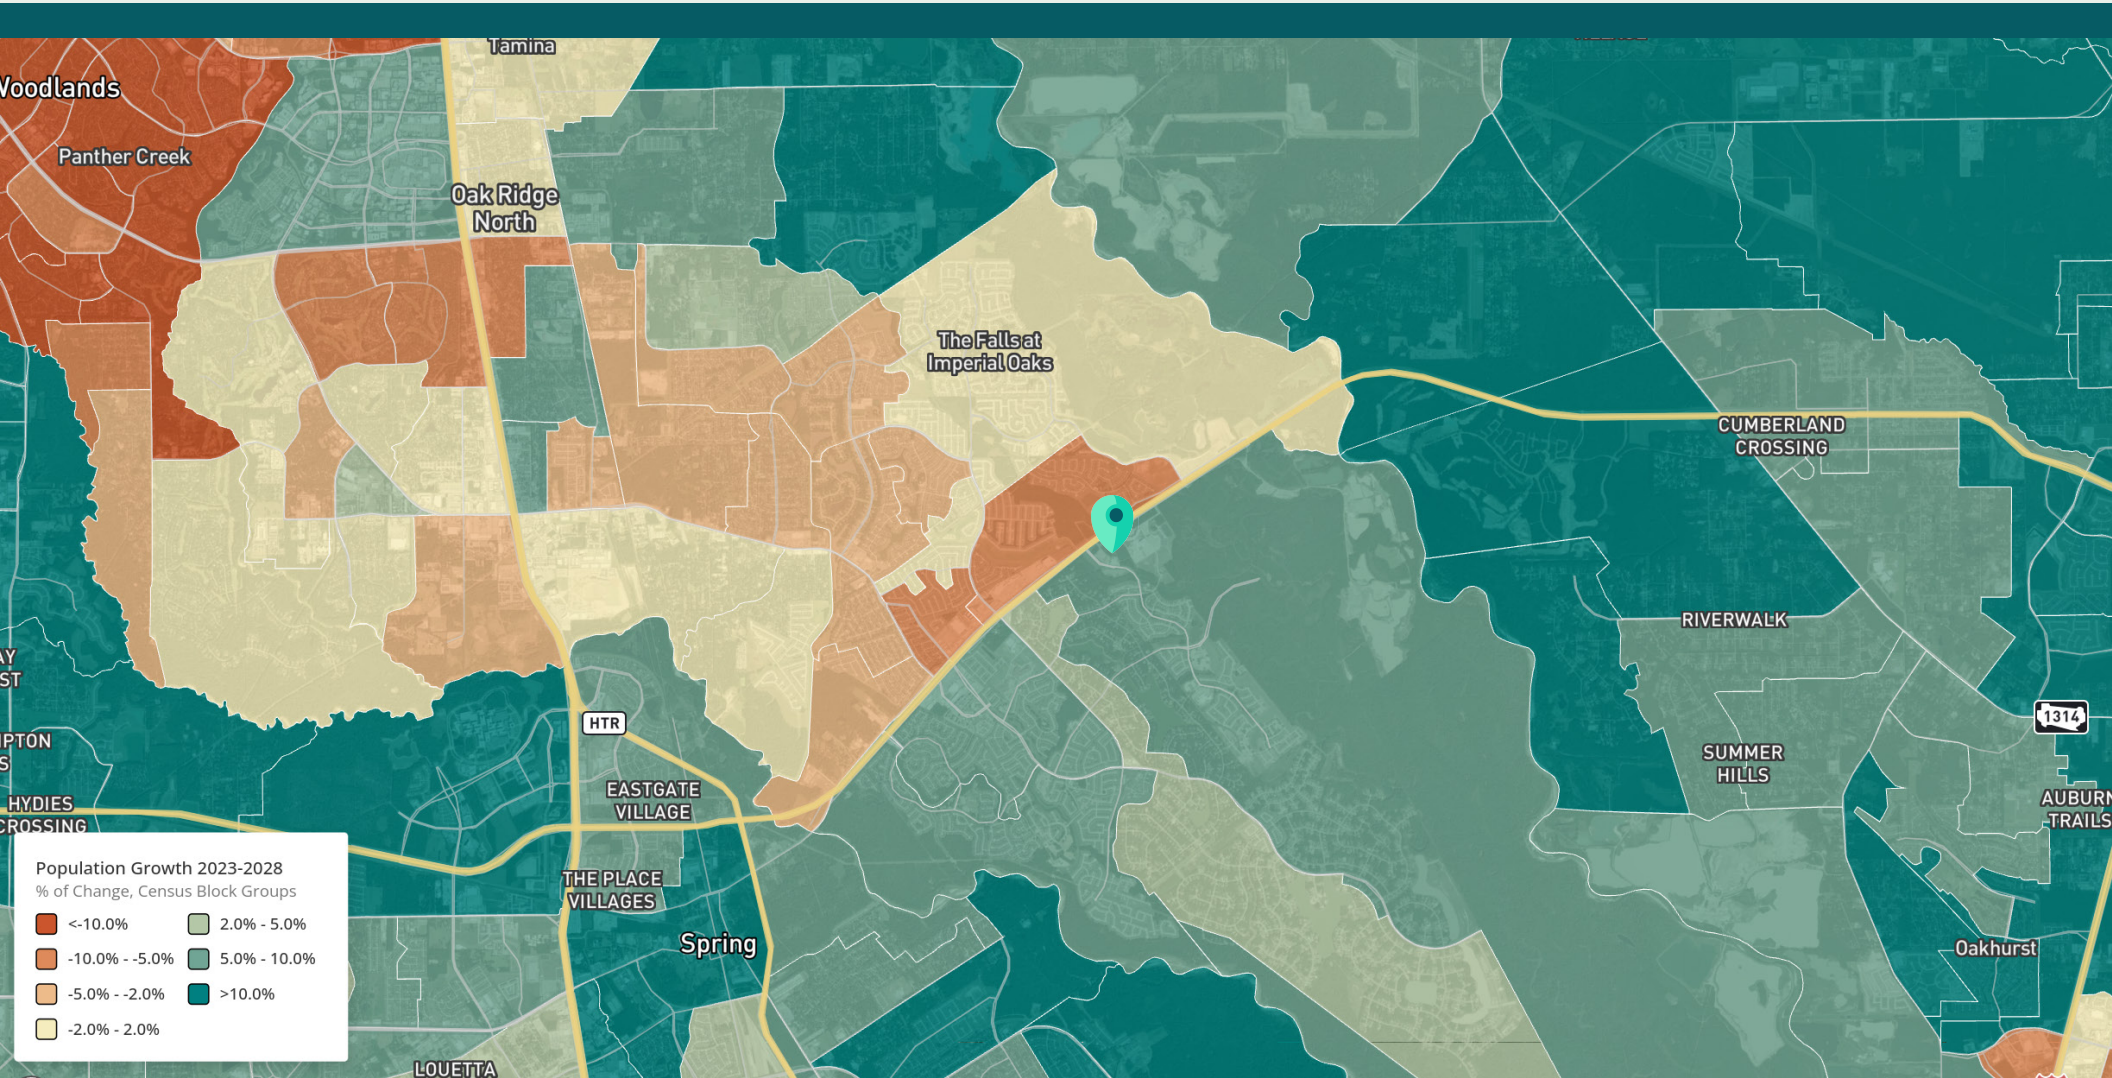 Tamina
Woodlands
Panther Creek
Oak Ridge
North
The Falls at
Imperial Oaks
CUMBERLAND
CROSSING
RIVERWALK
1314
HTR
SUMMER
HILLS
EASTGATE
VILLAGE
AUBURN
TRAILS
HYDIES
CROSSING
THE PLACE
VILLAGES
Spring
Oakhurst
LOUETTA
Population Growth 2023-2028
% of Change, Census Block Groups
<-10.0%
-10.0% - -5.0%
-5.0% - -2.0%
-2.0% - 2.0%
2.0% - 5.0%
5.0% - 10.0%
>10.0%